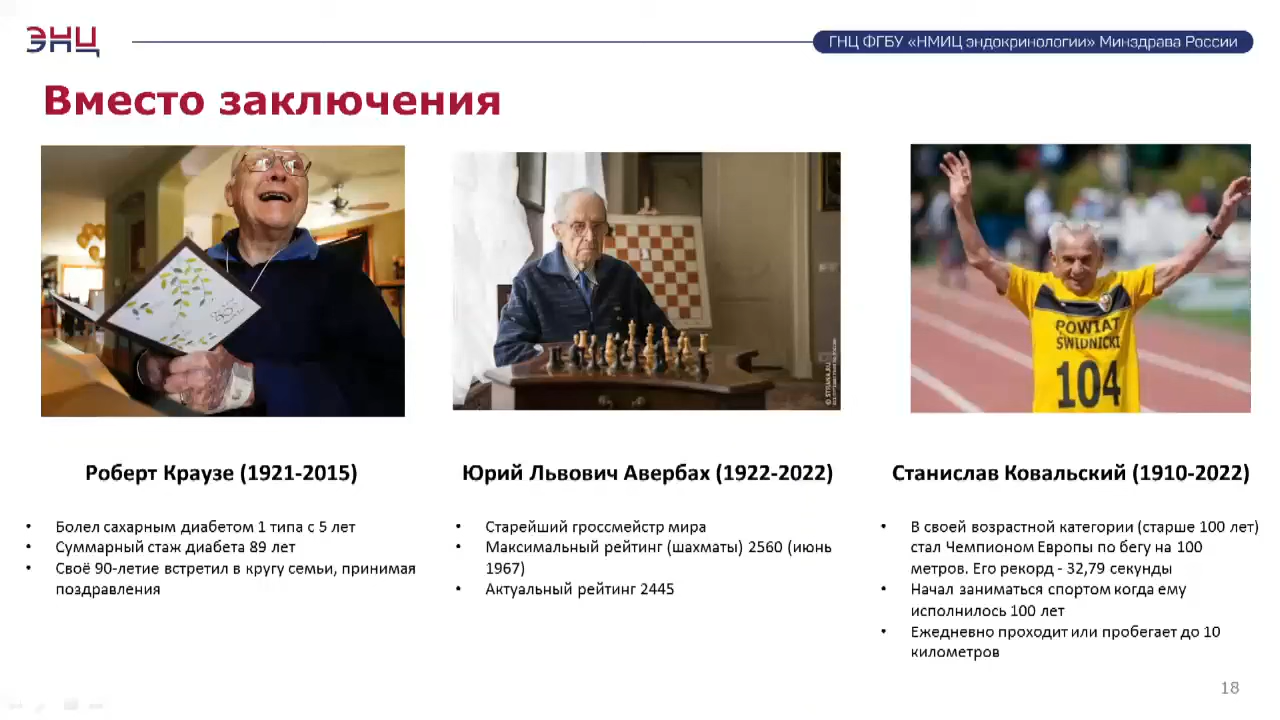 ЭНЦ
ГНЦ ФГБУ «НМИЦ эндокринологии» Минздрава России
Вместо заключения
POWIAT
ŚWIDNICKI
104
Роберт Краузе (1921-2015)
• Болел сахарным диабетом 1 типа с 5 лет
• Суммарный стаж диабета 89 лет
• Своё 90-летие встретил в кругу семьи, принимая
поздравления
Юрий Львович Авербах (1922-2022)
• Старейший гроссмейстр мира
• Максимальный рейтинг (шахматы) 2560 (июнь
1967)
• Актуальный рейтинг 2445
Станислав Ковальский (1910-2022)
• В своей возрастной категории (старше 100 лет)
стал Чемпионом Европы по бегу на 100
метров. Его рекорд - 32,79 секунды
• Начал заниматься спортом когда ему
исполнилось 100 лет
• Ежедневно проходит или пробегает до 10
километров
18